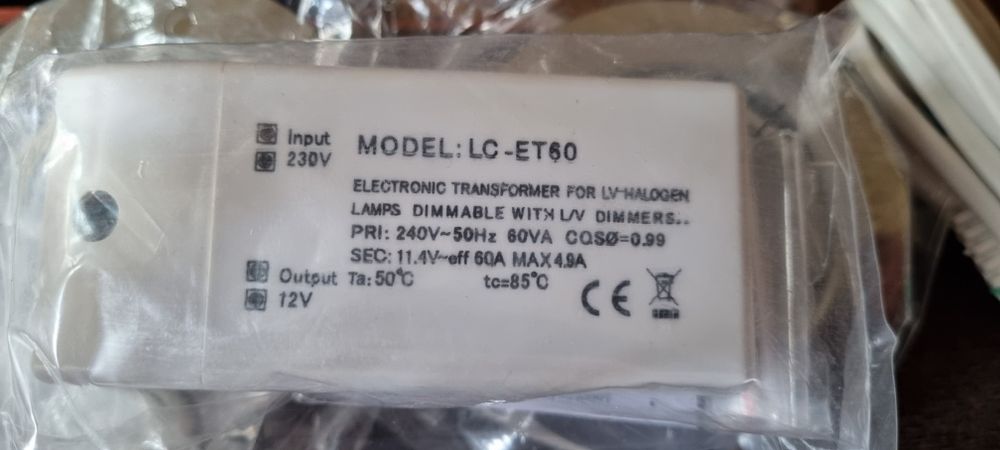 Input
230V
MODEL: LC-ET60
ELECTRONIC TRANSFORMER FOR LV-HALOGEN
LAMPS DIMMABLE WITH L/V DIMMERS..
PRI: 240V~50Hz 60VA COSØ=0.99
SEC: 11.4V~eff 60A MAX 4.9A
Output
12V
Ta: 50°C tc=85°C
CE